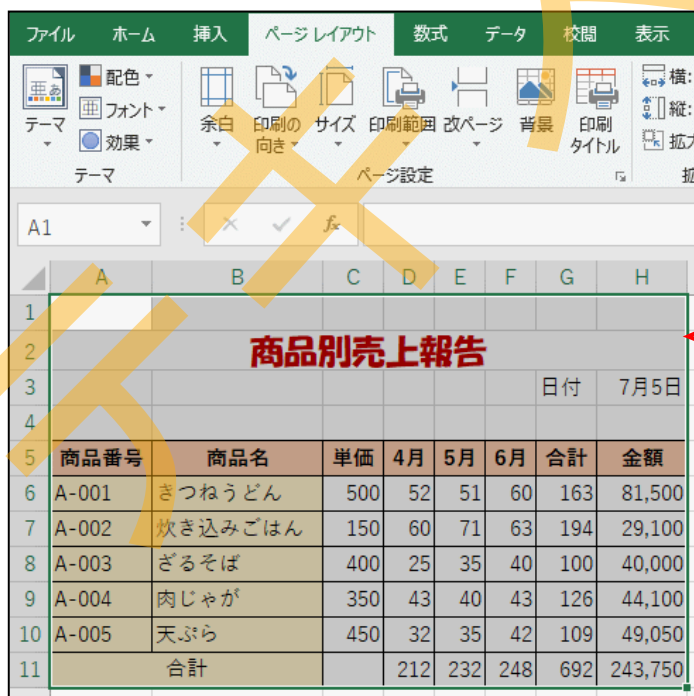 ファイル ホーム 挿入 ページ レイアウト 数式 データ 校閲 表示
亜あ 配色 横:
亜 フォント 縦:
テーマ 効果 余白 印刷の向き サイズ 印刷範囲 改ページ 背景 印刷タイトル
テーマ ページ設定
A1 fx
A B C D E F G H
1
2 商品別売上報告
3 日付 7月5日
4
5 商品番号 商品名 単価 4月 5月 6月 合計 金額
6 A-001 きつねうどん 500 52 51 60 163 81,500
7 A-002 炊き込みごはん 150 60 71 63 194 29,100
8 A-003 ざるそば 400 25 35 40 100 40,000
9 A-004 肉じゃが 350 43 40 43 126 44,100
10 A-005 天ぷら 450 32 35 42 109 49,050
11 合計 212 232 248 692 243,750